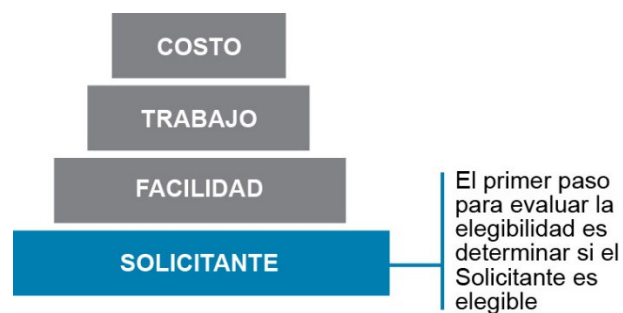 COSTO
TRABAJO
FACILIDAD
SOLICITANTE
El primer paso
para evaluar la
elegibilidad es
determinar si el
Solicitante es
elegible